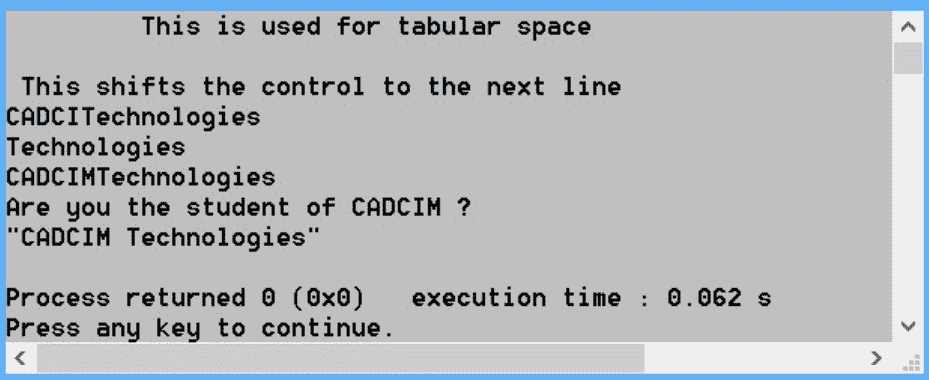 This is used for tabular space
This shifts the control to the next line
CADCITechnologies
Technologies
CADCIMTechnologies
Are you the student of CADCIM ?
"CADCIM Technologies"
Process returned 0 (0x0)   execution time : 0.062 s
Press any key to continue.